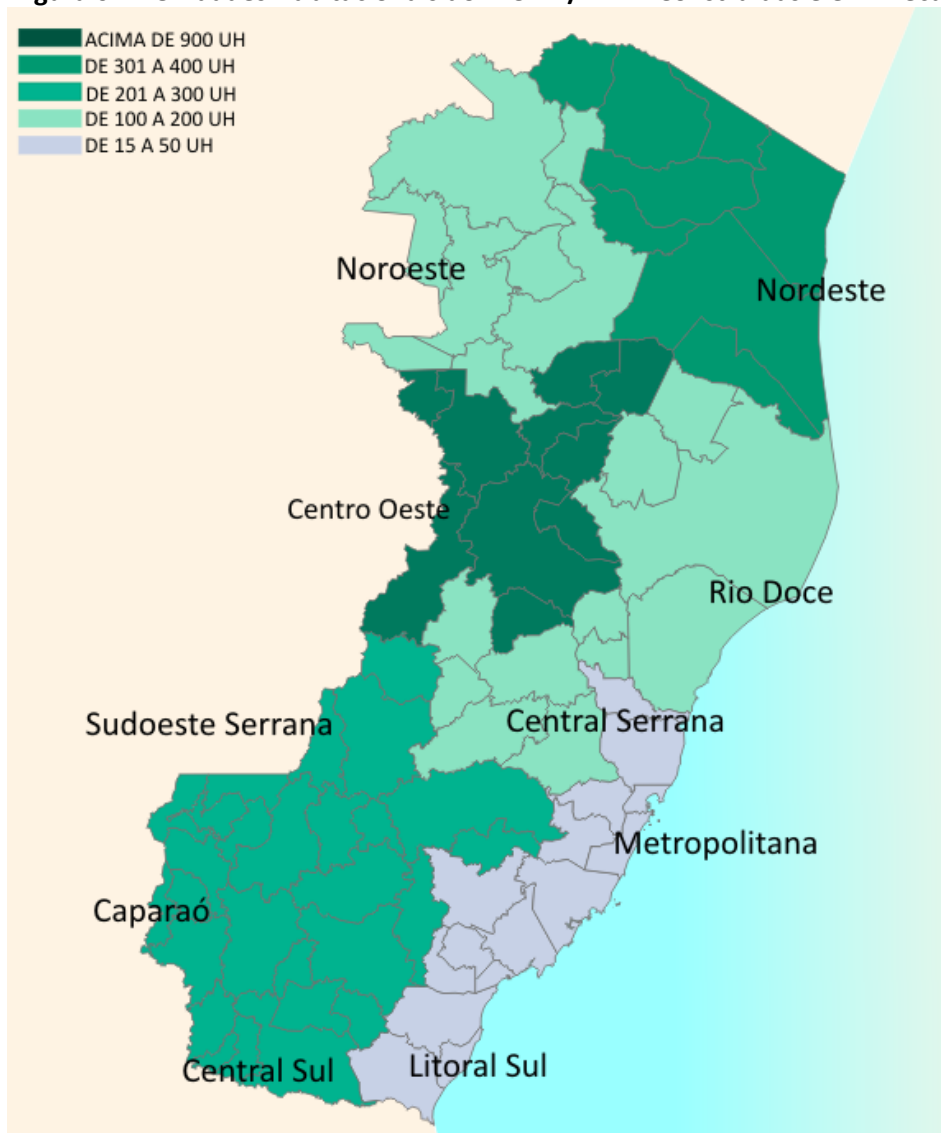 ACIMA DE 900 UH
DE 301 A 400 UH
DE 201 A 300 UH
DE 100 A 200 UH
DE 15 A 50 UH
Noroeste
Nordeste
Centro Oeste
Rio Doce
Sudoeste Serrana
Central Serrana
Metropolitana
Caparaó
Central Sul
Litoral Sul